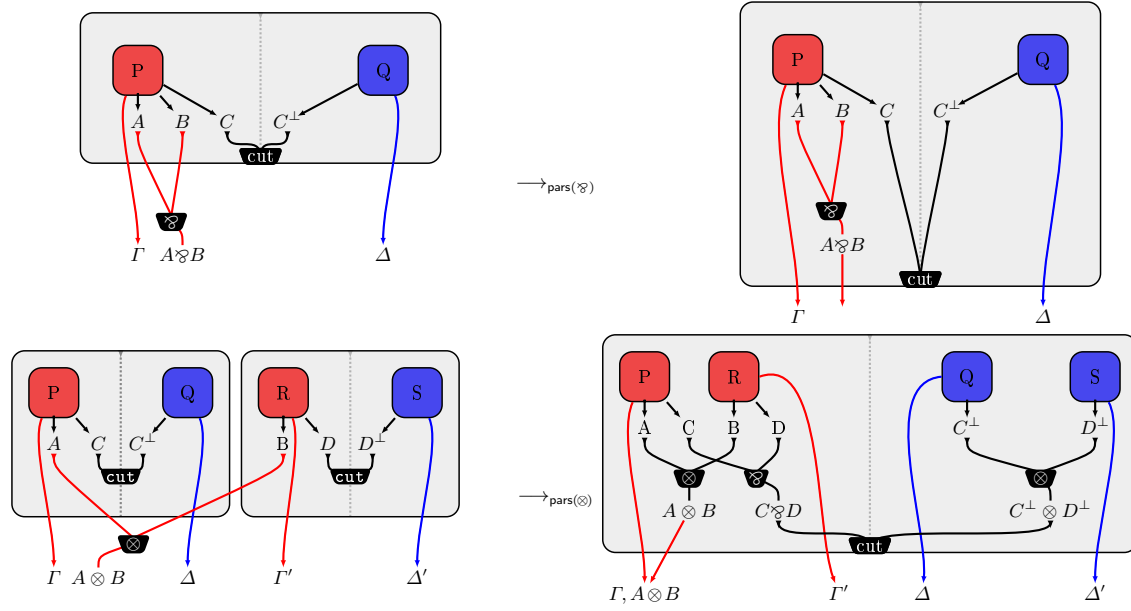 P Q P Q
A B C C⊥ A B C C⊥
cut
⟶pars(⅋)
⅋ ⅋
Γ A⅋B Δ A⅋B
cut
Γ Δ
P Q R S P R Q S
A C C⊥ B D D⊥ A C B D C⊥ D⊥
cut cut ⊗ ⅋ ⊗
⟶pars(⊗)
A ⊗ B C⅋D C⊥ ⊗ D⊥
⊗ cut
Γ A ⊗ B Δ Γ′ Δ′ Γ, A ⊗ B Γ′ Δ Δ′